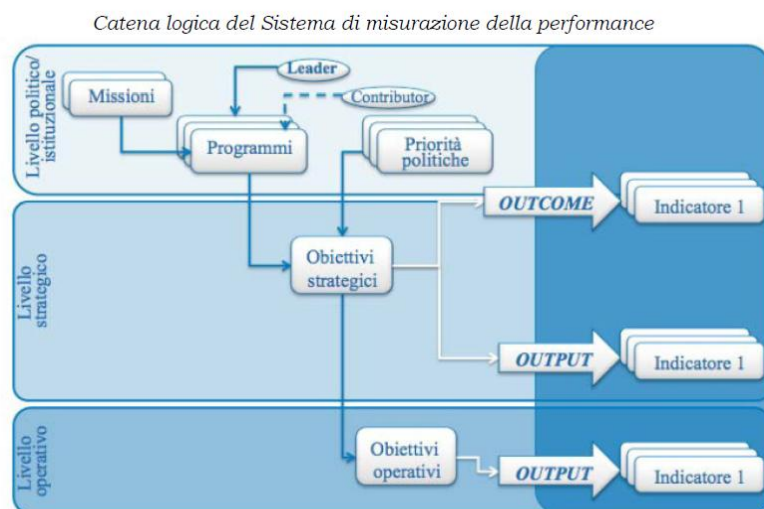 Catena logica del Sistema di misurazione della performance
Livello politico/
istituzionale
Missioni
Leader
Contributor
Programmi
Priorità
politiche
OUTCOME
Indicatore 1
Livello
strategico
Obiettivi
strategici
OUTPUT
Indicatore 1
Livello
operativo
Obiettivi
operativi
OUTPUT
Indicatore 1